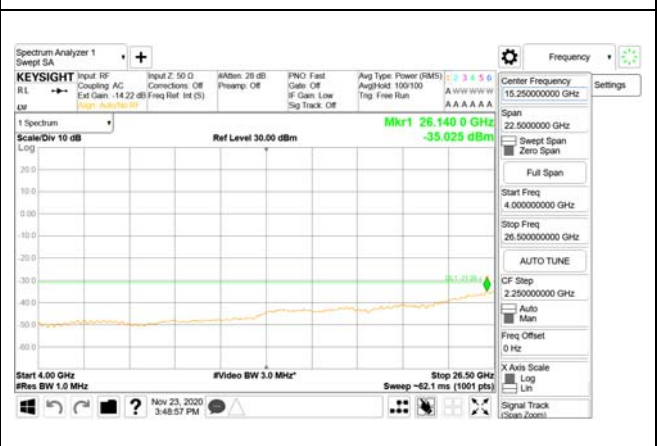 Spectrum Analyzer 1
Swept SA
Frequency
KEYSIGHT
RL
Input: RF
Coupling: AC
Ext Gain: -14.22 dB
Align: Auto/No RF
Input Z: 50 Ω
Corrections: Off
Freq Ref: Int (S)
#Atten: 28 dB
Preamp: Off
PNO: Fast
Gate: Off
IF Gain: Low
Sig Track: Off
Avg Type: Power (RMS)
Avg|Hold: 100/100
Trig: Free Run
1 2 3 4 5 6
A W W W W W
A A A A A A
1 Spectrum
Scale/Div 10 dB
Log
Ref Level 30.00 dBm
Mkr1 26.140 0 GHz
-35.025 dBm
20.0
10.0
0.00
-10.0
-20.0
-30.0
-40.0
-50.0
-60.0
Start 4.00 GHz
#Res BW 1.0 MHz
#Video BW 3.0 MHz*
Stop 26.50 GHz
Sweep ~62.1 ms (1001 pts)
Nov 23, 2020
3:48:57 PM
Settings
Center Frequency
15.250000000 GHz
Span
22.5000000 GHz
Swept Span
Zero Span
Full Span
Start Freq
4.000000000 GHz
Stop Freq
26.500000000 GHz
AUTO TUNE
CF Step
2.250000000 GHz
Auto
Man
Freq Offset
0 Hz
X Axis Scale
Log
Lin
Signal Track
(Span Zoom)